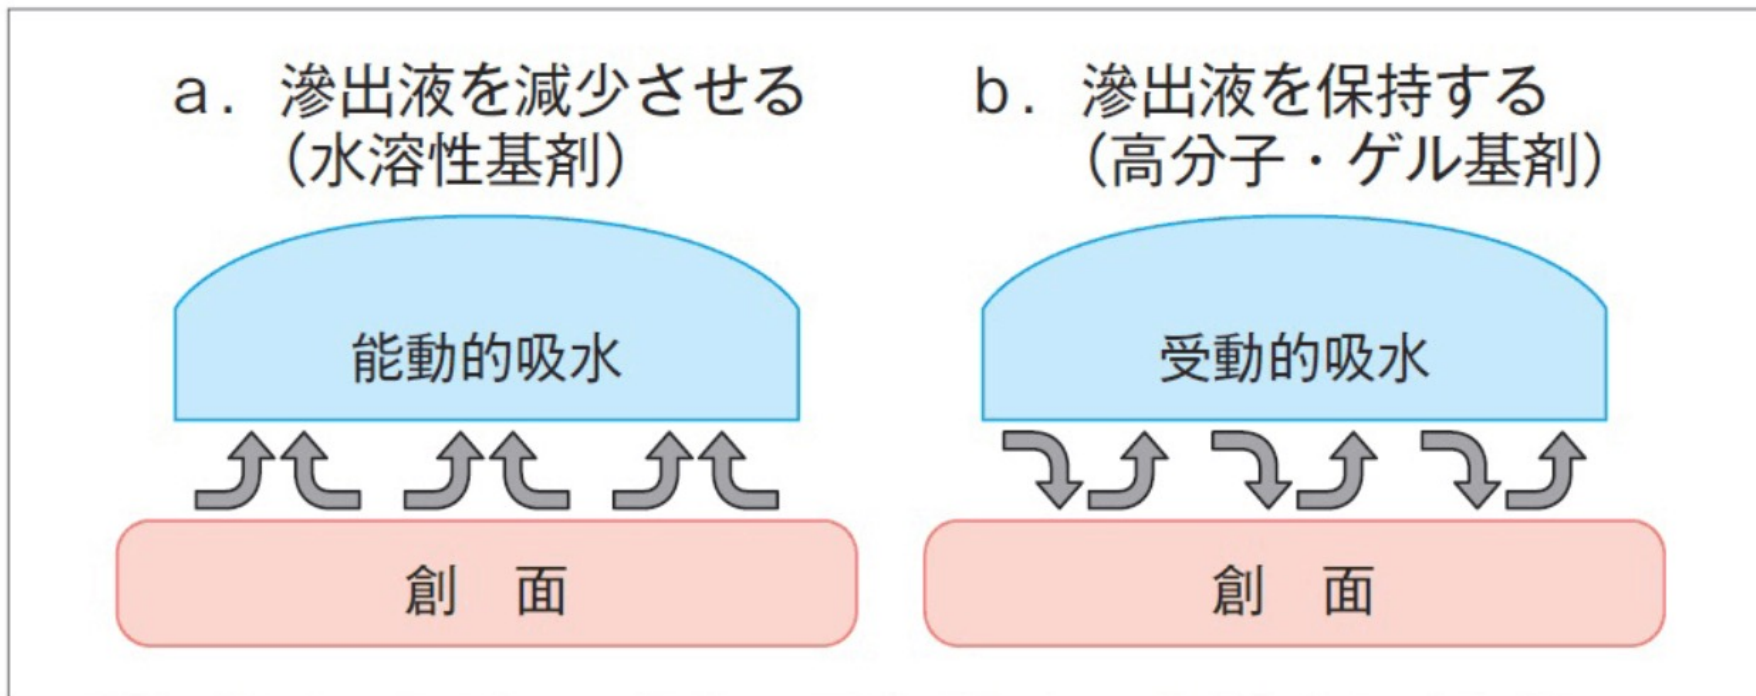 a．滲出液を減少させる
（水溶性基剤）
能動的吸水
創　面
b．滲出液を保持する
（高分子・ゲル基剤）
受動的吸水
創　面